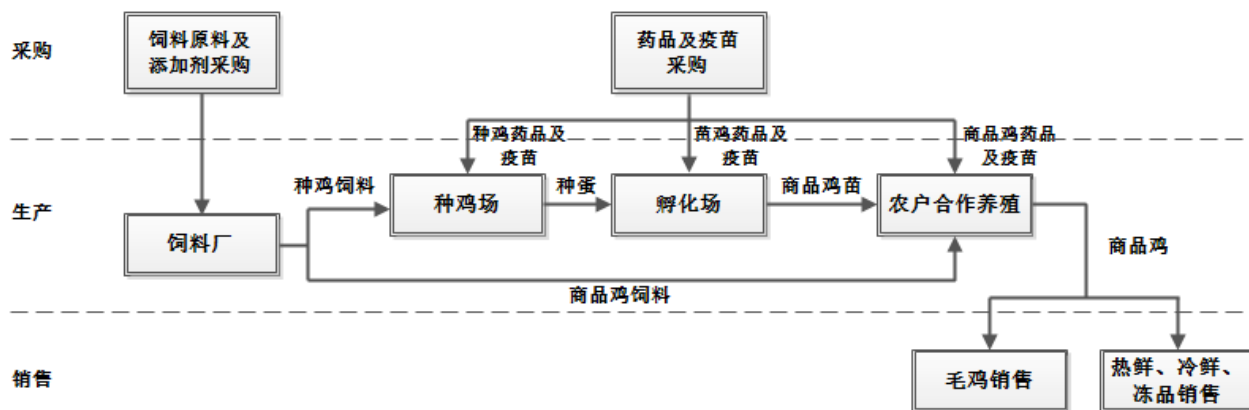 采购
饲料原料及
添加剂采购
药品及疫苗
采购
种鸡药品及
疫苗
苗鸡药品及
疫苗
商品鸡药品
及疫苗
生产
种鸡饲料
种鸡场
种蛋
孵化场
商品鸡苗
农户合作养殖
饲料厂
商品鸡
商品鸡饲料
销售
毛鸡销售
热鲜、冷鲜、
冻品销售